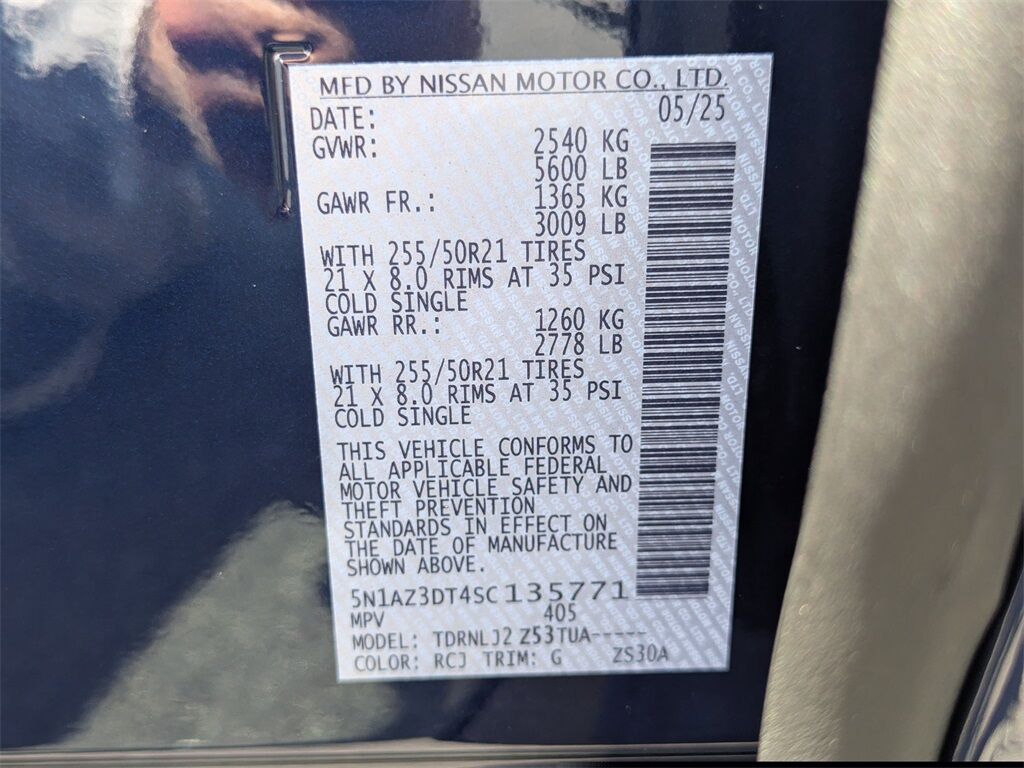 MFD BY NISSAN MOTOR CO., LTD.
DATE: 05/25
GVWR: 2540 KG
5600 LB
GAWR FR.: 1365 KG
3009 LB
WITH 255/50R21 TIRES
21 X 8.0 RIMS AT 35 PSI
COLD SINGLE
GAWR RR.: 1260 KG
2778 LB
WITH 255/50R21 TIRES
21 X 8.0 RIMS AT 35 PSI
COLD SINGLE
THIS VEHICLE CONFORMS TO
ALL APPLICABLE FEDERAL
MOTOR VEHICLE SAFETY AND
THEFT PREVENTION
STANDARDS IN EFFECT ON
THE DATE OF MANUFACTURE
SHOWN ABOVE.
5N1AZ3DT4SC135771
MPV 405
MODEL: TDRNLJ2 Z53TUA-----
COLOR: RCJ TRIM: G ZS30A